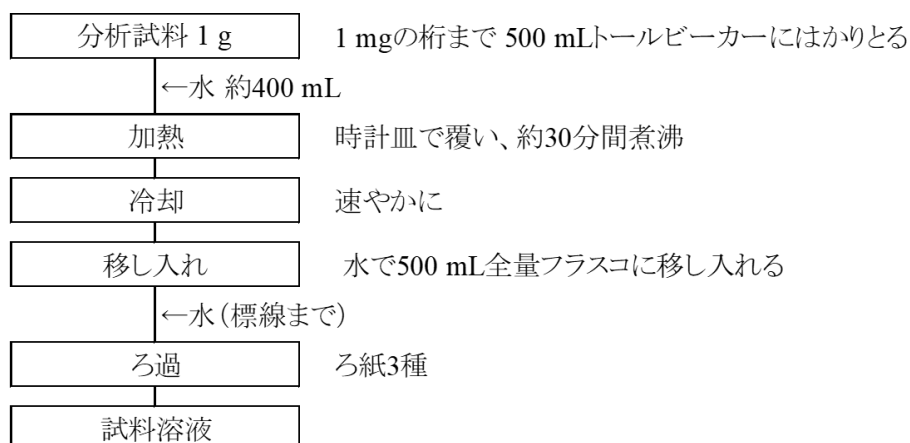 分析試料 1 g 1 mgの桁まで 500 mLトールビーカーにはかりとる
←水 約400 mL
加熱 時計皿で覆い、約30分間煮沸
冷却 速やかに
移し入れ 水で500 mL全量フラスコに移し入れる
←水(標線まで)
ろ過 ろ紙3種
試料溶液